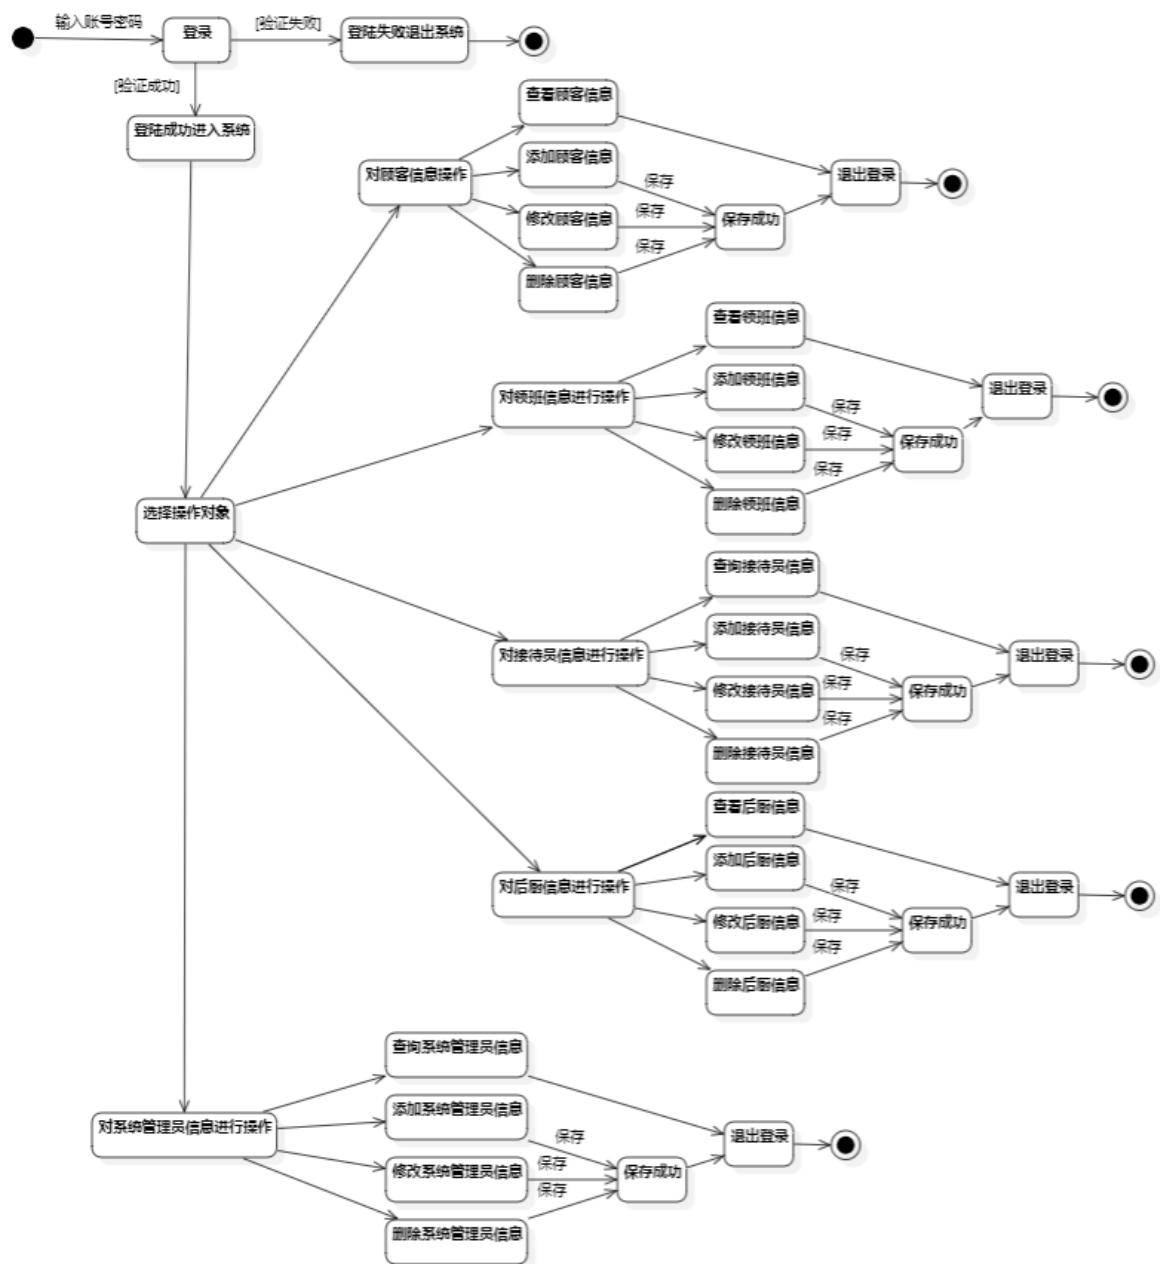 输入账号密码
登录
[验证失败]
登陆失败退出系统
[验证成功]
登陆成功进入系统
查看顾客信息
对顾客信息操作
添加顾客信息
保存
修改顾客信息
保存
保存成功
退出登录
保存
删除顾客信息
查看领班信息
对领班信息进行操作
添加领班信息
保存
修改领班信息
保存
保存成功
退出登录
保存
删除领班信息
选择操作对象
查询接待员信息
对接待员信息进行操作
添加接待员信息
保存
修改接待员信息
保存
保存成功
退出登录
保存
删除接待员信息
查看后厨信息
对后厨信息进行操作
添加后厨信息
保存
修改后厨信息
保存
保存成功
退出登录
保存
删除后厨信息
查询系统管理员信息
对系统管理员信息进行操作
添加系统管理员信息
保存
修改系统管理员信息
保存
保存成功
退出登录
保存
删除系统管理员信息